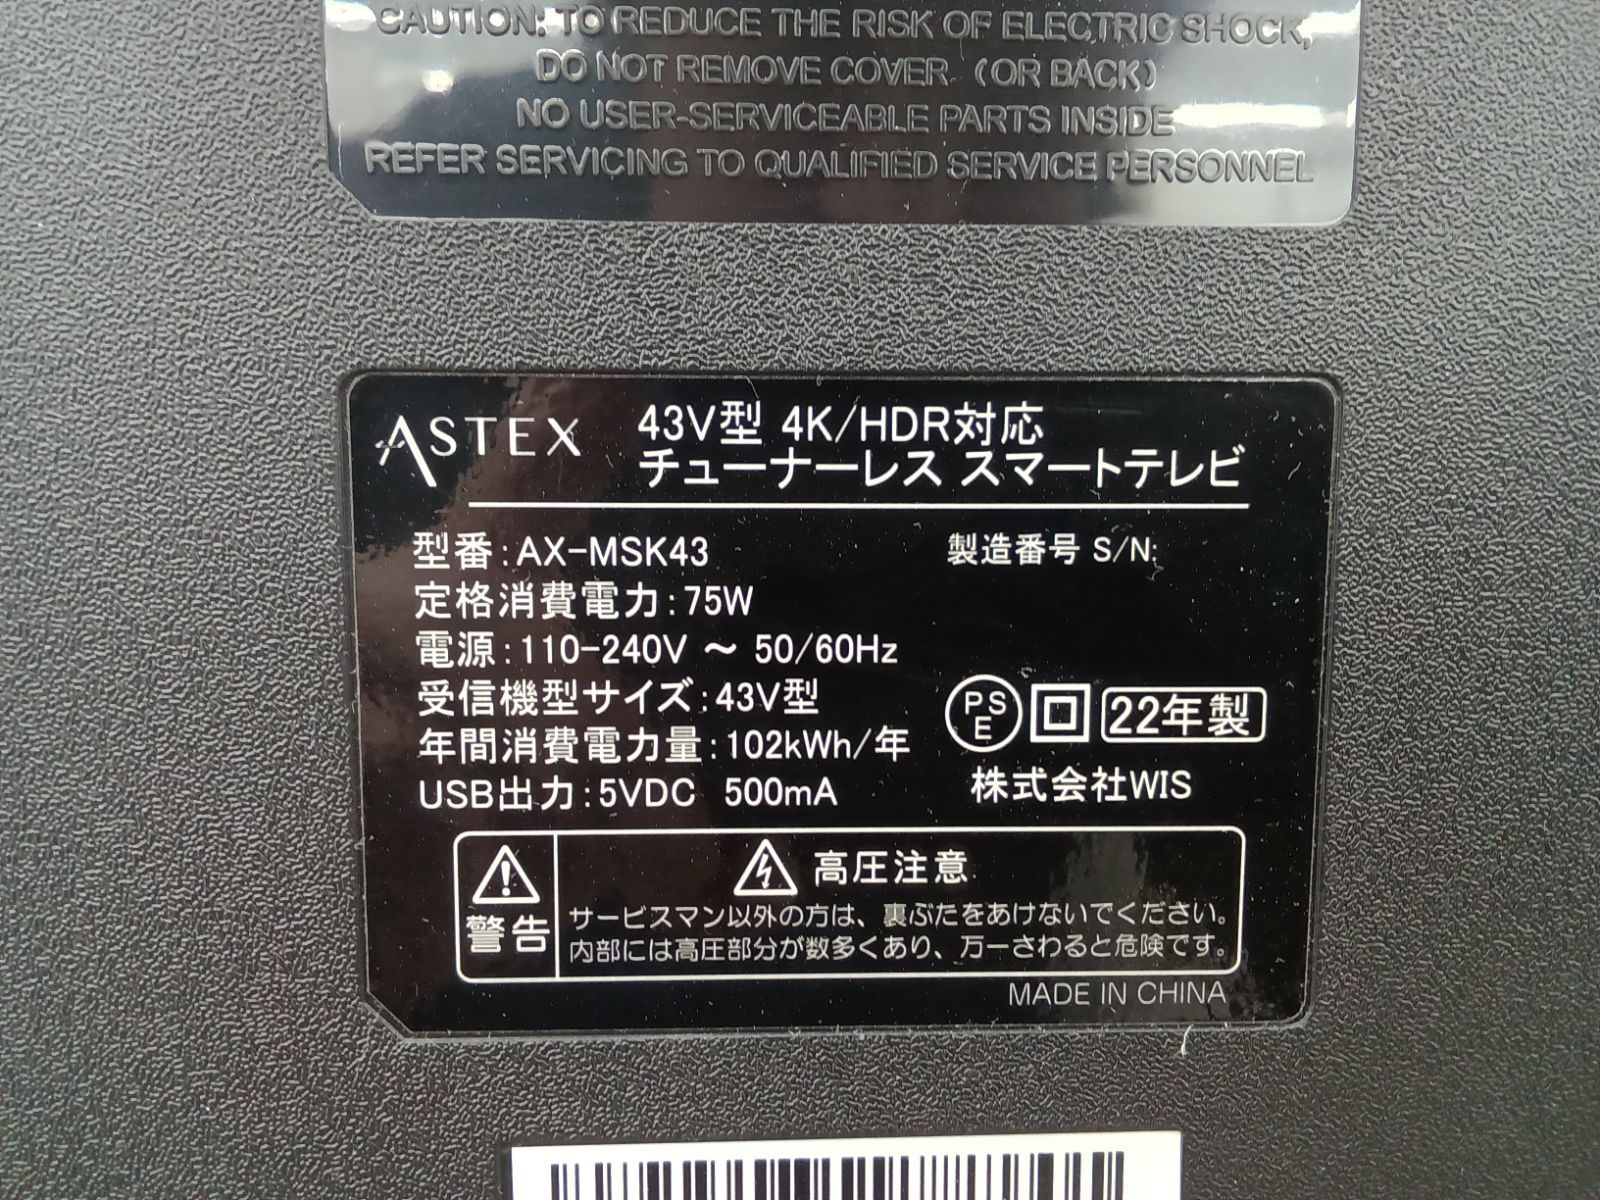 CAUTION: TO REDUCE THE RISK OF ELECTRIC SHOCK,
DO NOT REMOVE COVER (OR BACK)
NO USER-SERVICEABLE PARTS INSIDE
REFER SERVICING TO QUALIFIED SERVICE PERSONNEL
ASTEX 43V型 4K/HDR対応
チューナーレス スマートテレビ
型番:AX-MSK43 製造番号 S/N:
定格消費電力:75W
電源:110-240V ～ 50/60Hz
受信機型サイズ:43V型
PSE 22年製
年間消費電力量:102kWh/年
USB出力:5VDC 500mA 株式会社WIS
高圧注意
警告
サービスマン以外の方は、裏ぶたをあけないでください。
内部には高圧部分が数多くあり、万一さわると危険です。
MADE IN CHINA